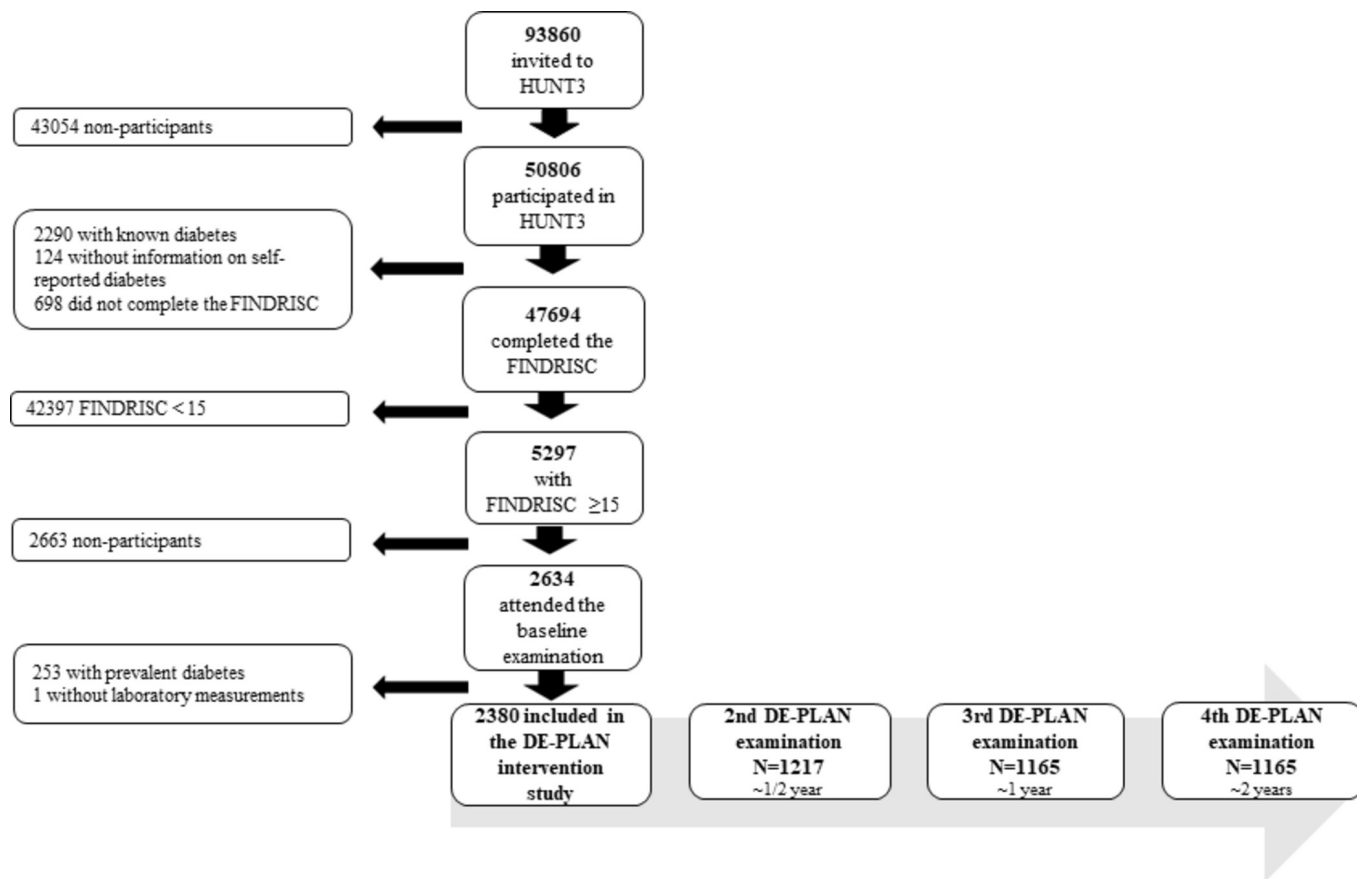 93860
invited to
HUNT3
43054 non-participants
50806
participated in
HUNT3
2290 with known diabetes
124 without information on self-
reported diabetes
698 did not complete the FINDRISC
47694
completed the
FINDRISC
42397 FINDRISC < 15
5297
with
FINDRISC ≥15
2663 non-participants
2634
attended the
baseline
examination
253 with prevalent diabetes
1 without laboratory measurements
2380 included in
the DE-PLAN
intervention
study
2nd DE-PLAN
examination
N=1217
~1/2 year
3rd DE-PLAN
examination
N=1165
~1 year
4th DE-PLAN
examination
N=1165
~2 years